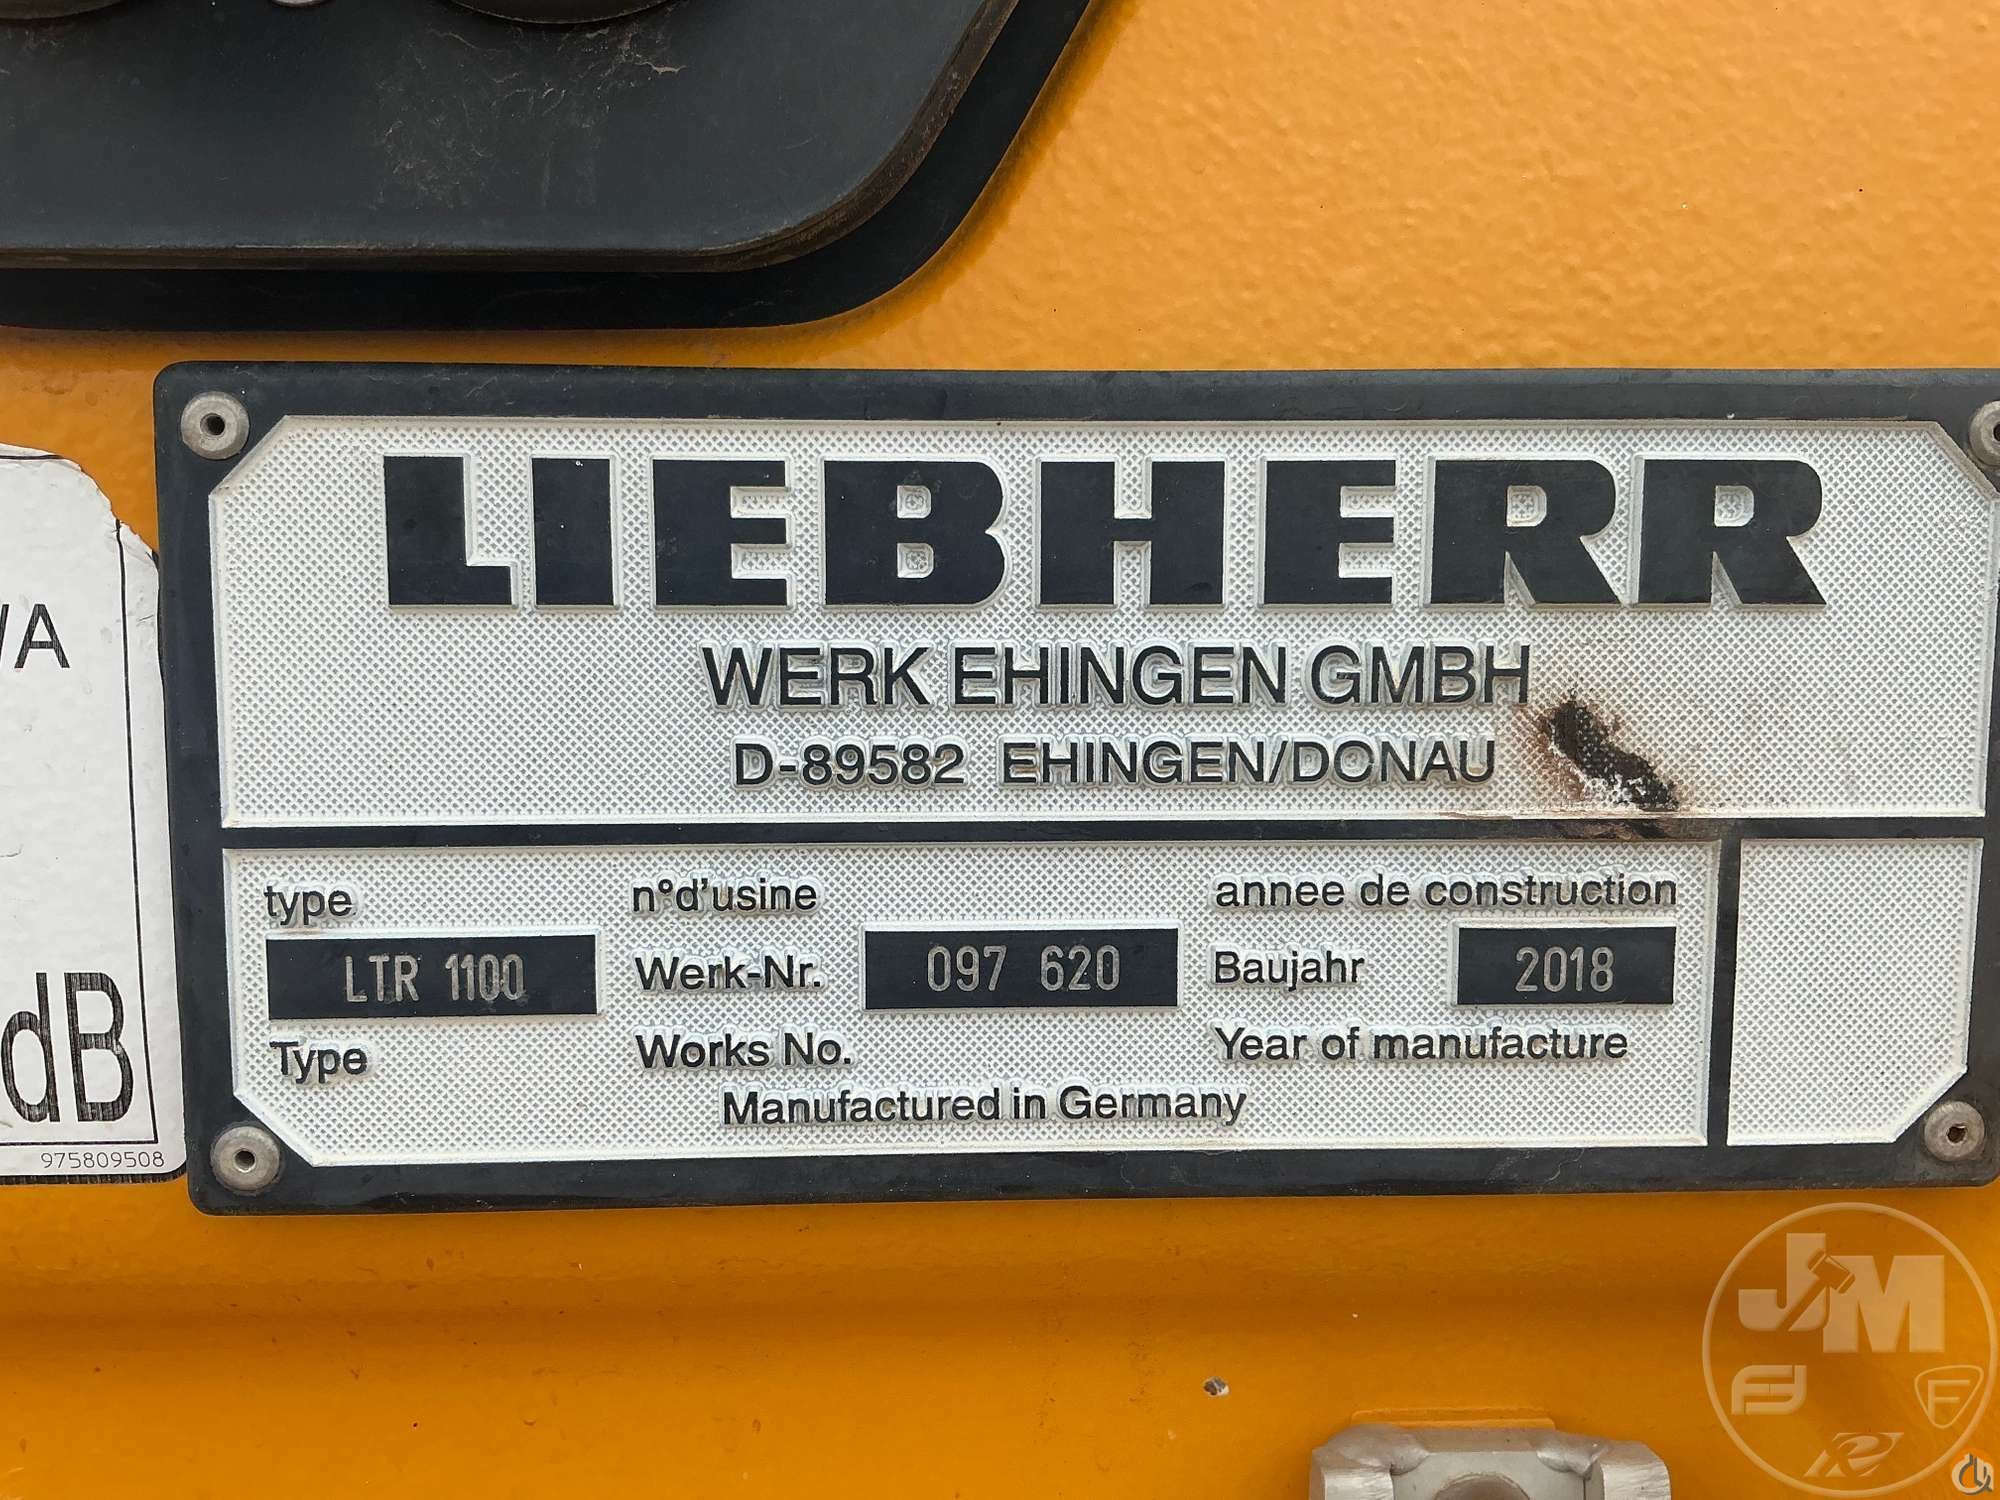 LIEBHERR
WERK EHINGEN GMBH
D-89582 EHINGEN/DONAU
type n°d'usine annee de construction
LTR 1100 Werk-Nr. 097 620 Baujahr 2018
Type Works No. Year of manufacture
Manufactured in Germany
/A
dB
975809508
JM
F